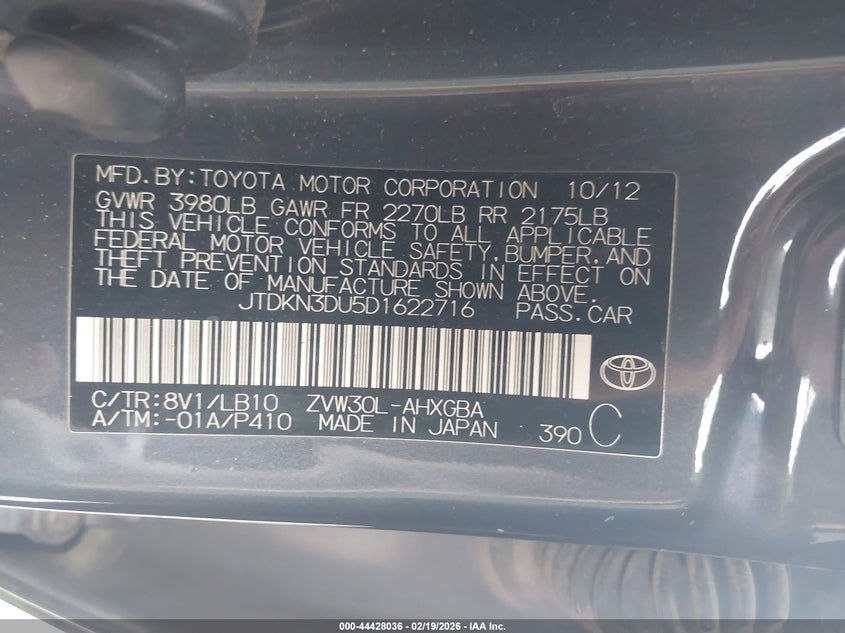 MFD.BY:TOYOTA MOTOR CORPORATION 10/12
GVWR 3980LB GAWR FR 2270LB RR 2175LB
THIS VEHICLE CONFORMS TO ALL APPLICABLE
FEDERAL MOTOR VEHICLE SAFETY,BUMPER,AND
THEFT PREVENTION STANDARDS IN EFFECT ON
THE DATE OF MANUFACTURE SHOWN ABOVE.
JTDKN3DU5D1622716 PASS.CAR
C/TR:8V1/LB10 ZVW30L-AHXGBA
A/TM:-01A/P410 MADE IN JAPAN 390 C
000-44428036 - 02/19/2026 - IAA Inc.